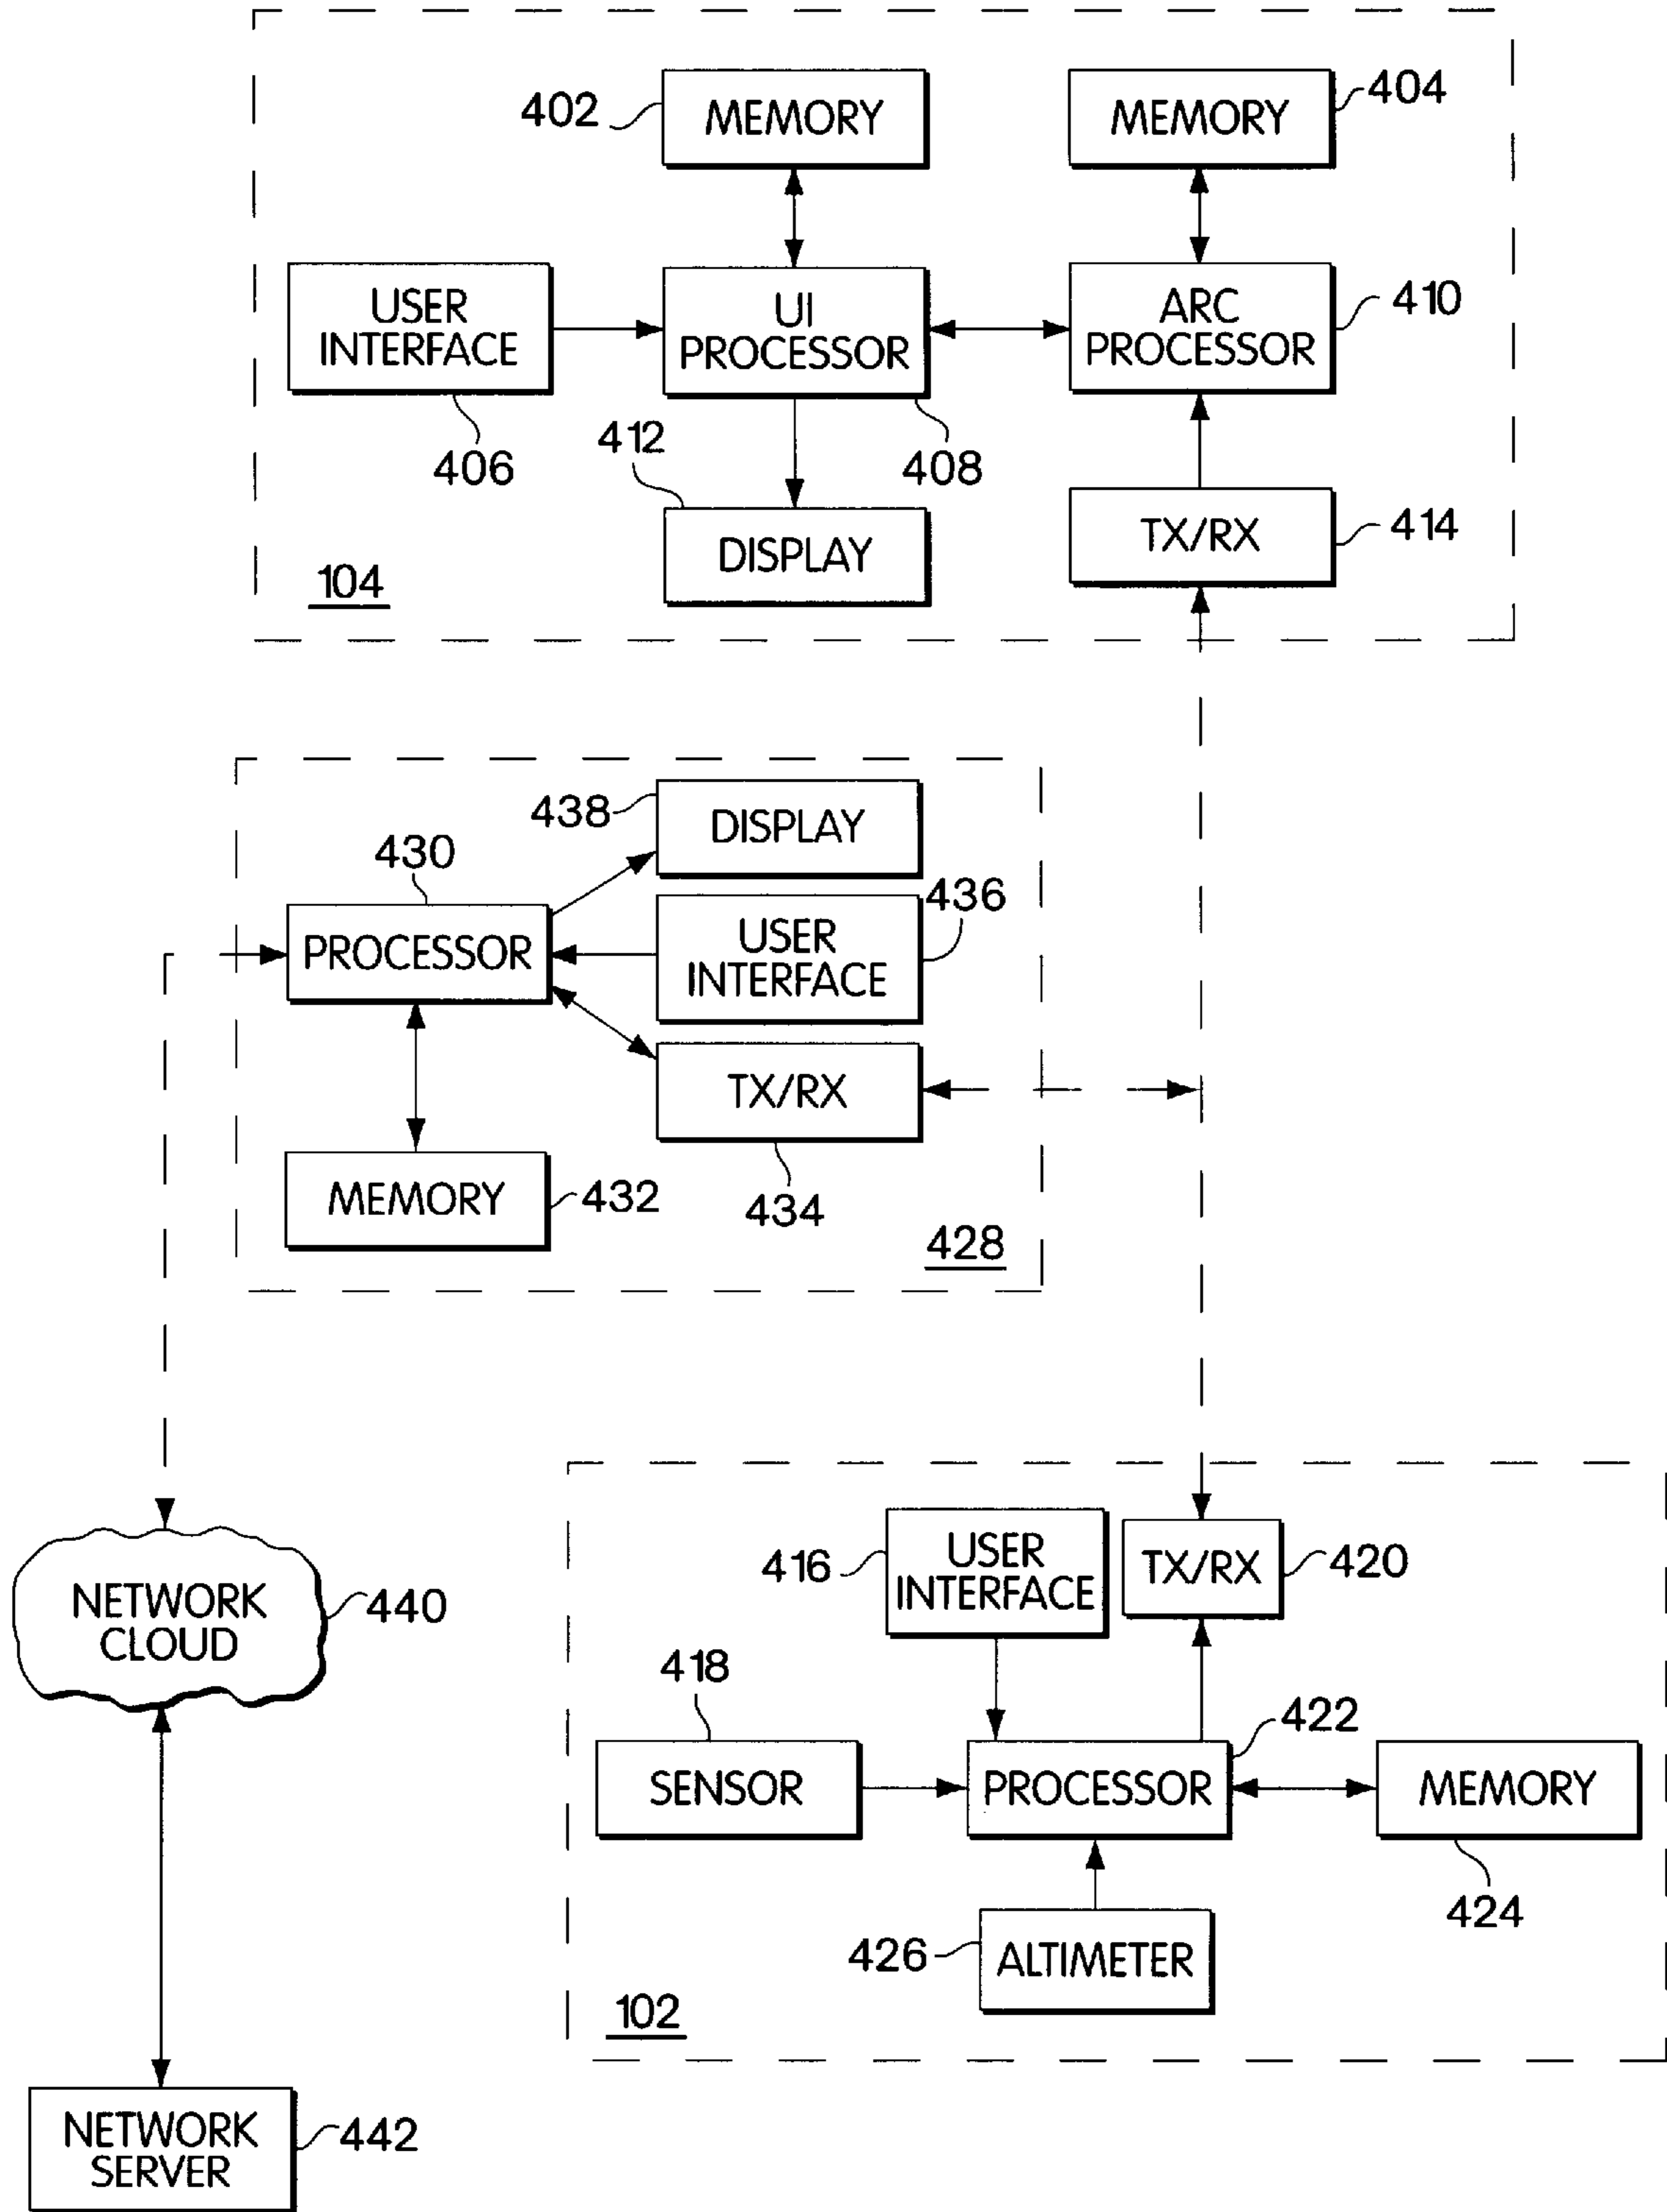 402
MEMORY
MEMORY
404
USER
INTERFACE
406
UI
PROCESSOR
408
ARC
PROCESSOR
410
412
DISPLAY
TX/RX
414
104
438
DISPLAY
430
PROCESSOR
436
USER
INTERFACE
TX/RX
434
MEMORY
432
428
NETWORK
CLOUD
440
416
USER
INTERFACE
TX/RX
420
418
SENSOR
PROCESSOR
422
MEMORY
424
426
ALTIMETER
102
NETWORK
SERVER
442